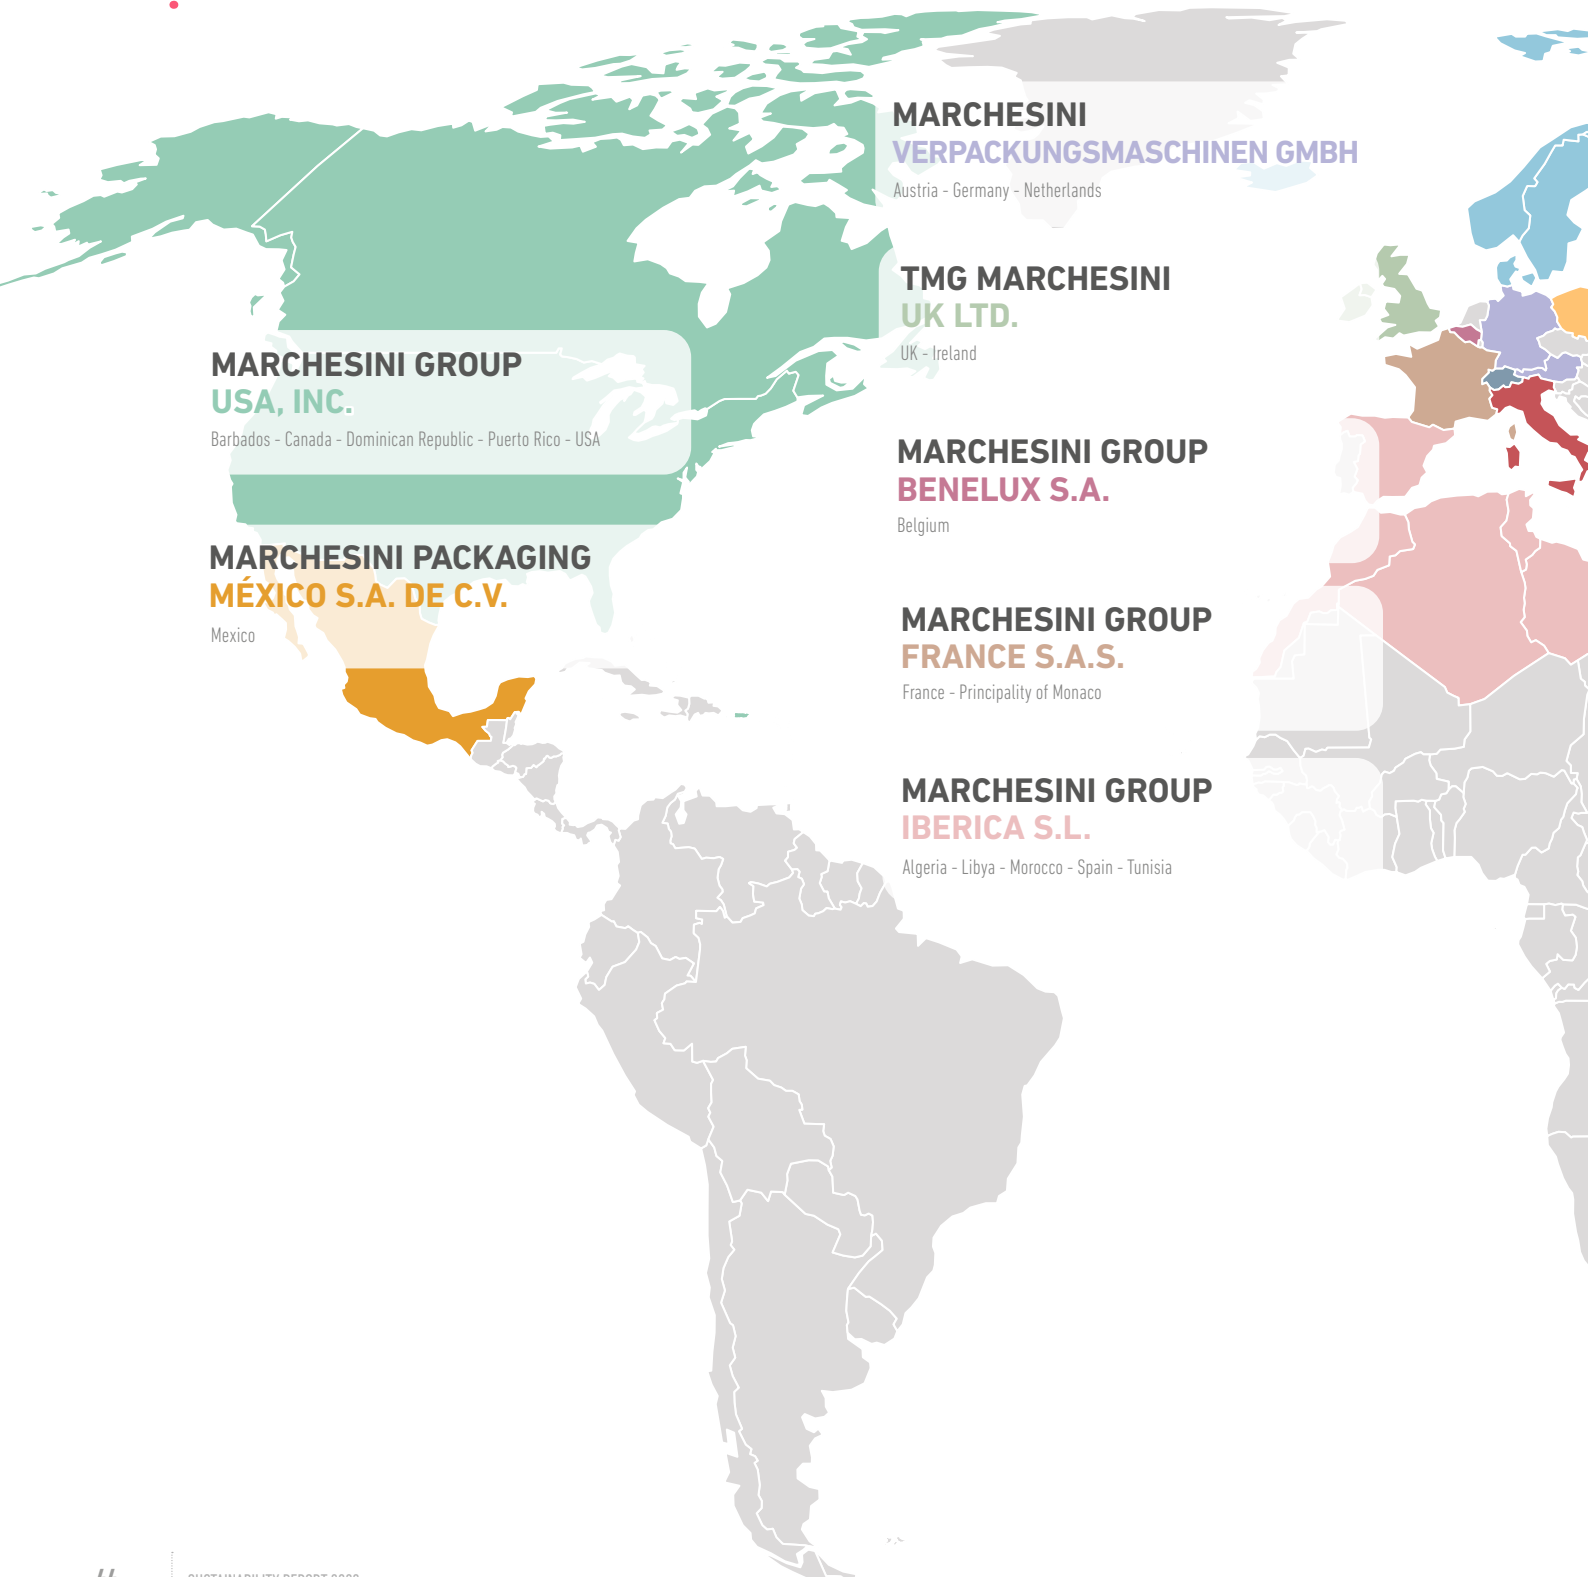 MARCHESINI
VERPACKUNGSMASCHINEN GMBH
Austria - Germany - Netherlands
TMG MARCHESINI
UK LTD.
UK - Ireland
MARCHESINI GROUP
USA, INC.
Barbados - Canada - Dominican Republic - Puerto Rico - USA
MARCHESINI GROUP
BENELUX S.A.
Belgium
MARCHESINI PACKAGING
MÉXICO S.A. DE C.V.
Mexico
MARCHESINI GROUP
FRANCE S.A.S.
France - Principality of Monaco
MARCHESINI GROUP
IBERICA S.L.
Algeria - Libya - Morocco - Spain - Tunisia
SUSTAINABILITY REPORT